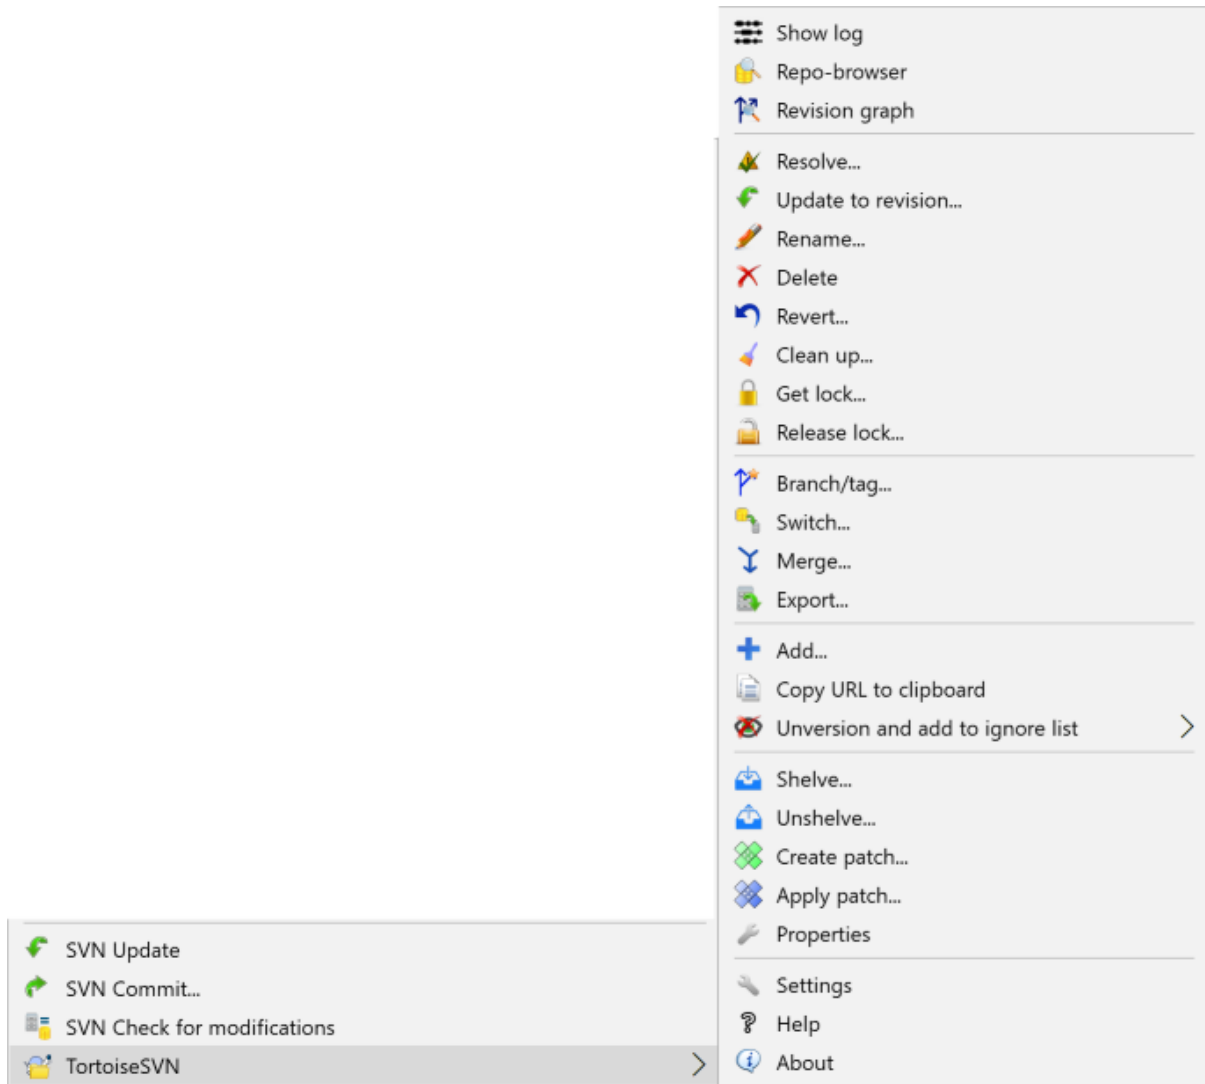 Show log
Repo-browser
Revision graph
Resolve...
Update to revision...
Rename...
Delete
Revert...
Clean up...
Get lock...
Release lock...
Branch/tag...
Switch...
Merge...
Export...
Add...
Copy URL to clipboard
Unversion and add to ignore list
Shelve...
Unshelve...
Create patch...
Apply patch...
Properties
Settings
Help
About
SVN Update
SVN Commit...
SVN Check for modifications
TortoiseSVN